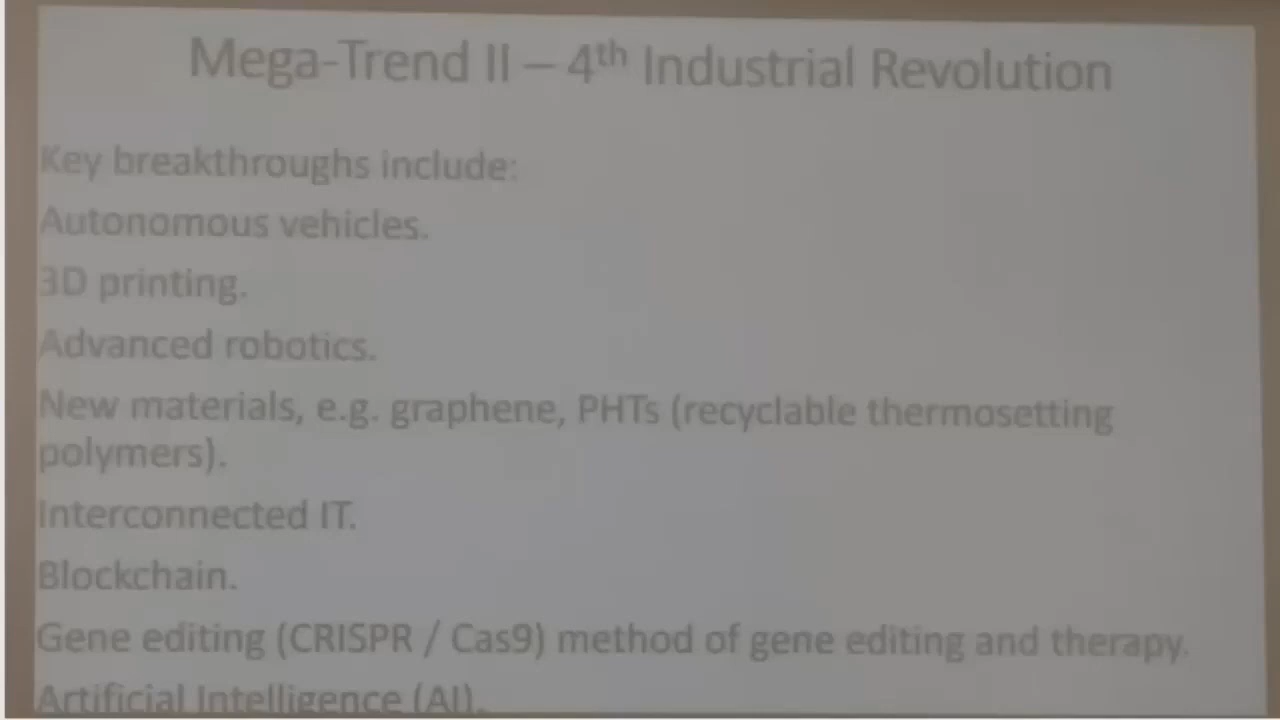 Mega-Trend II – 4th Industrial Revolution
Key breakthroughs include:
Autonomous vehicles.
3D printing.
Advanced robotics.
New materials, e.g. graphene, PHTs (recyclable thermosetting
polymers).
Interconnected IT.
Blockchain.
Gene editing (CRISPR / Cas9) method of gene editing and therapy.
Artificial Intelligence (AI).